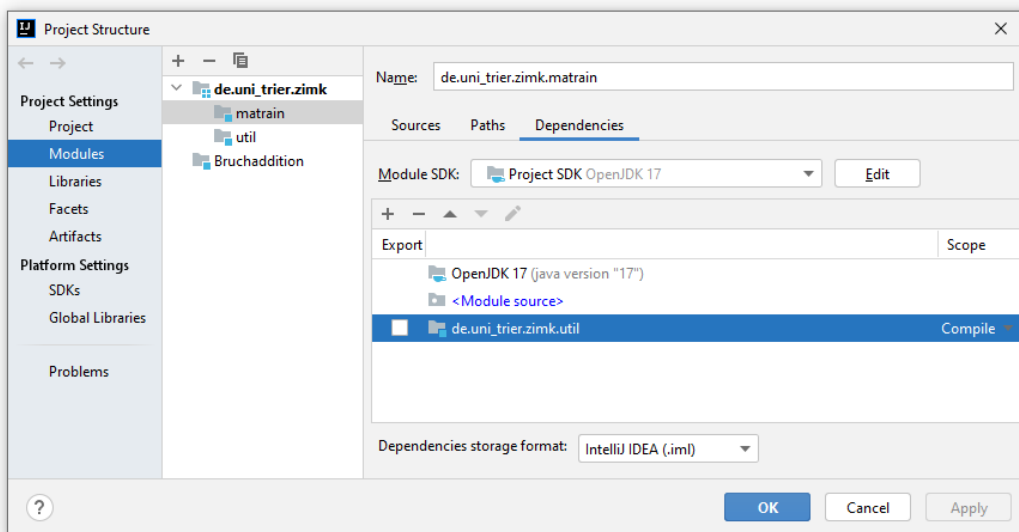 Project Structure
Project Settings
Project
Modules
Libraries
Facets
Artifacts
Platform Settings
SDKs
Global Libraries
Problems
de.uni_trier.zimk
matrain
util
Bruchaddition
Name: de.uni_trier.zimk.matrain
Sources Paths Dependencies
Module SDK: Project SDK OpenJDK 17 Edit
Export Scope
OpenJDK 17 (java version "17")
<Module source>
de.uni_trier.zimk.util Compile
Dependencies storage format: IntelliJ IDEA (.iml)
? OK Cancel Apply